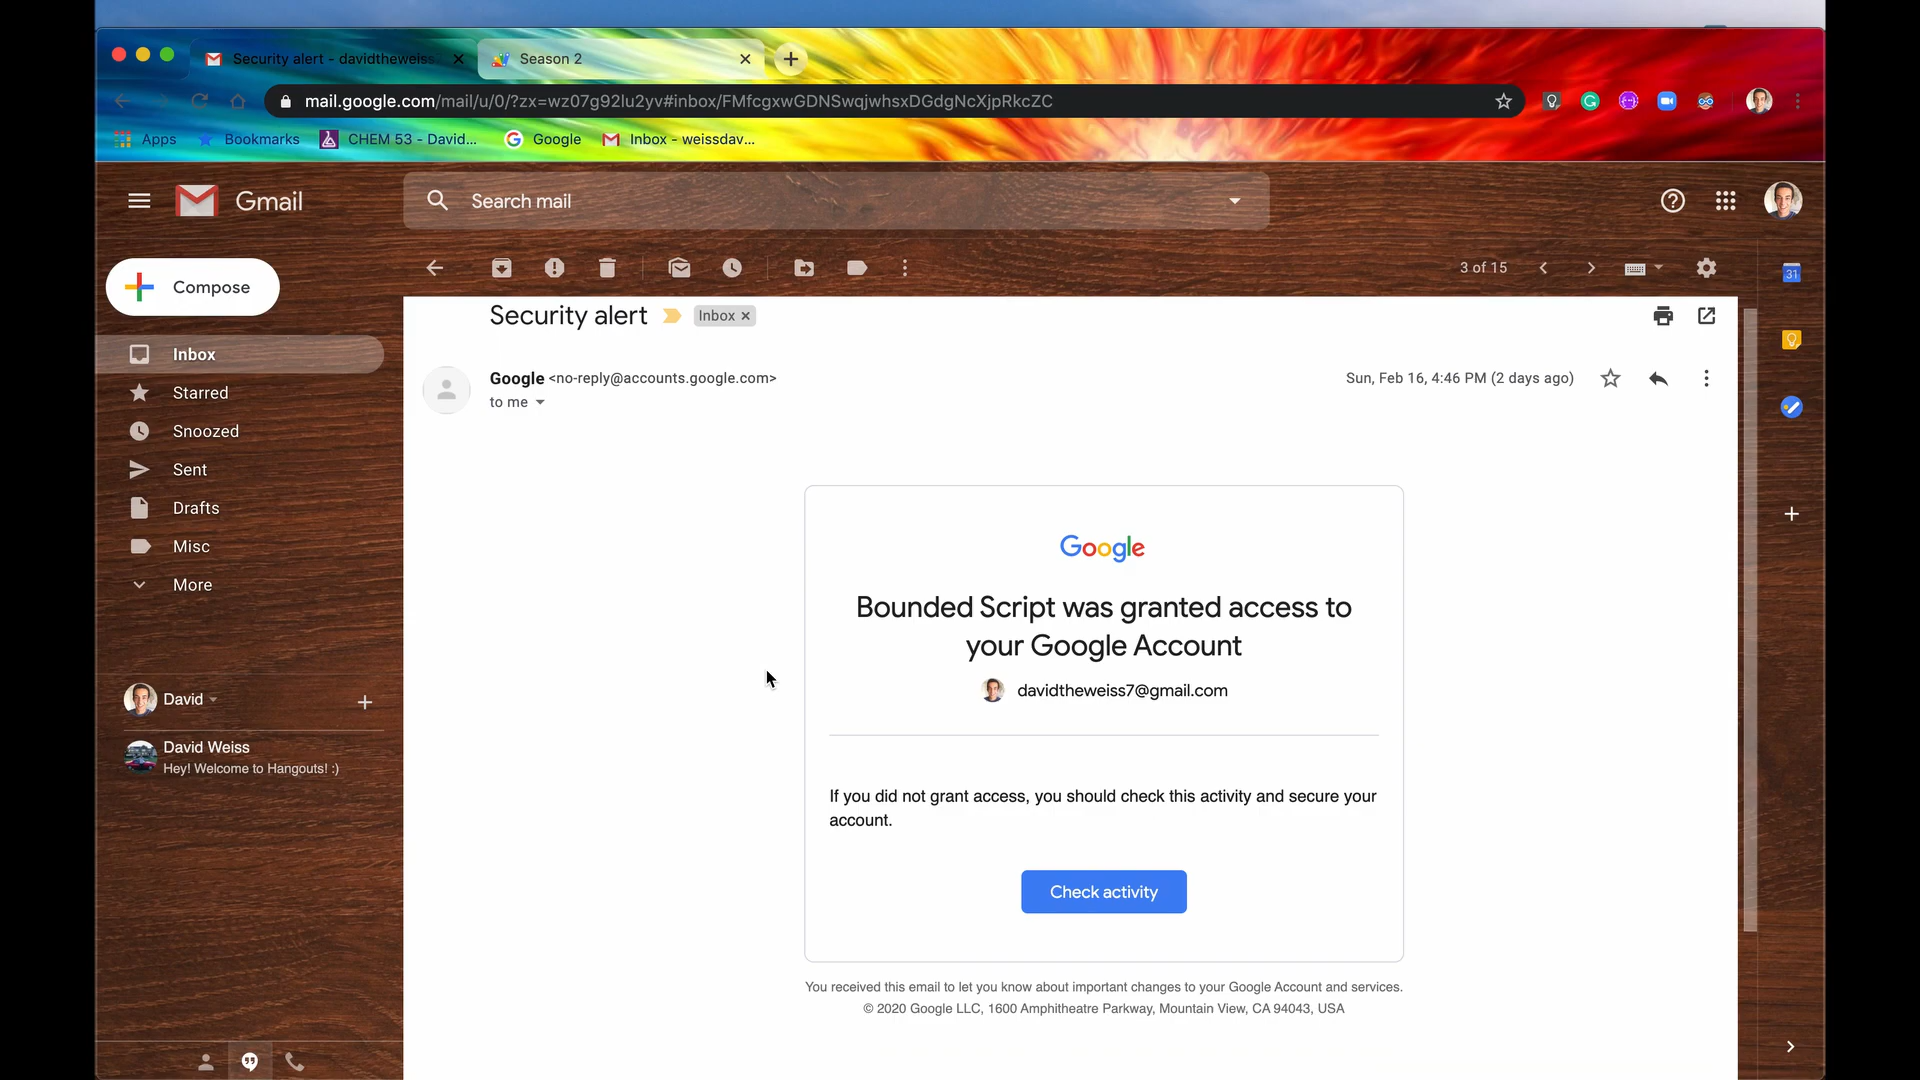 Security alert - davidtheweiss
Season 2
mail.google.com/mail/u/0/?zx=wz07g92lu2yv#inbox/FMfcgxwGDNSwqjwhsxDGdgNcXjpRkcZC
Apps
Bookmarks
CHEM 53 - David...
Google
Inbox - weissdav...
Gmail
Search mail
Compose
3 of 15
31
Security alert
Inbox
Inbox
Google <no-reply@accounts.google.com>
Sun, Feb 16, 4:46 PM (2 days ago)
to me
Starred
Snoozed
Sent
Drafts
Misc
More
Google
Bounded Script was granted access to
your Google Account
davidtheweiss7@gmail.com
If you did not grant access, you should check this activity and secure your
account.
Check activity
You received this email to let you know about important changes to your Google Account and services.
© 2020 Google LLC, 1600 Amphitheatre Parkway, Mountain View, CA 94043, USA
David
David Weiss
Hey! Welcome to Hangouts! :)